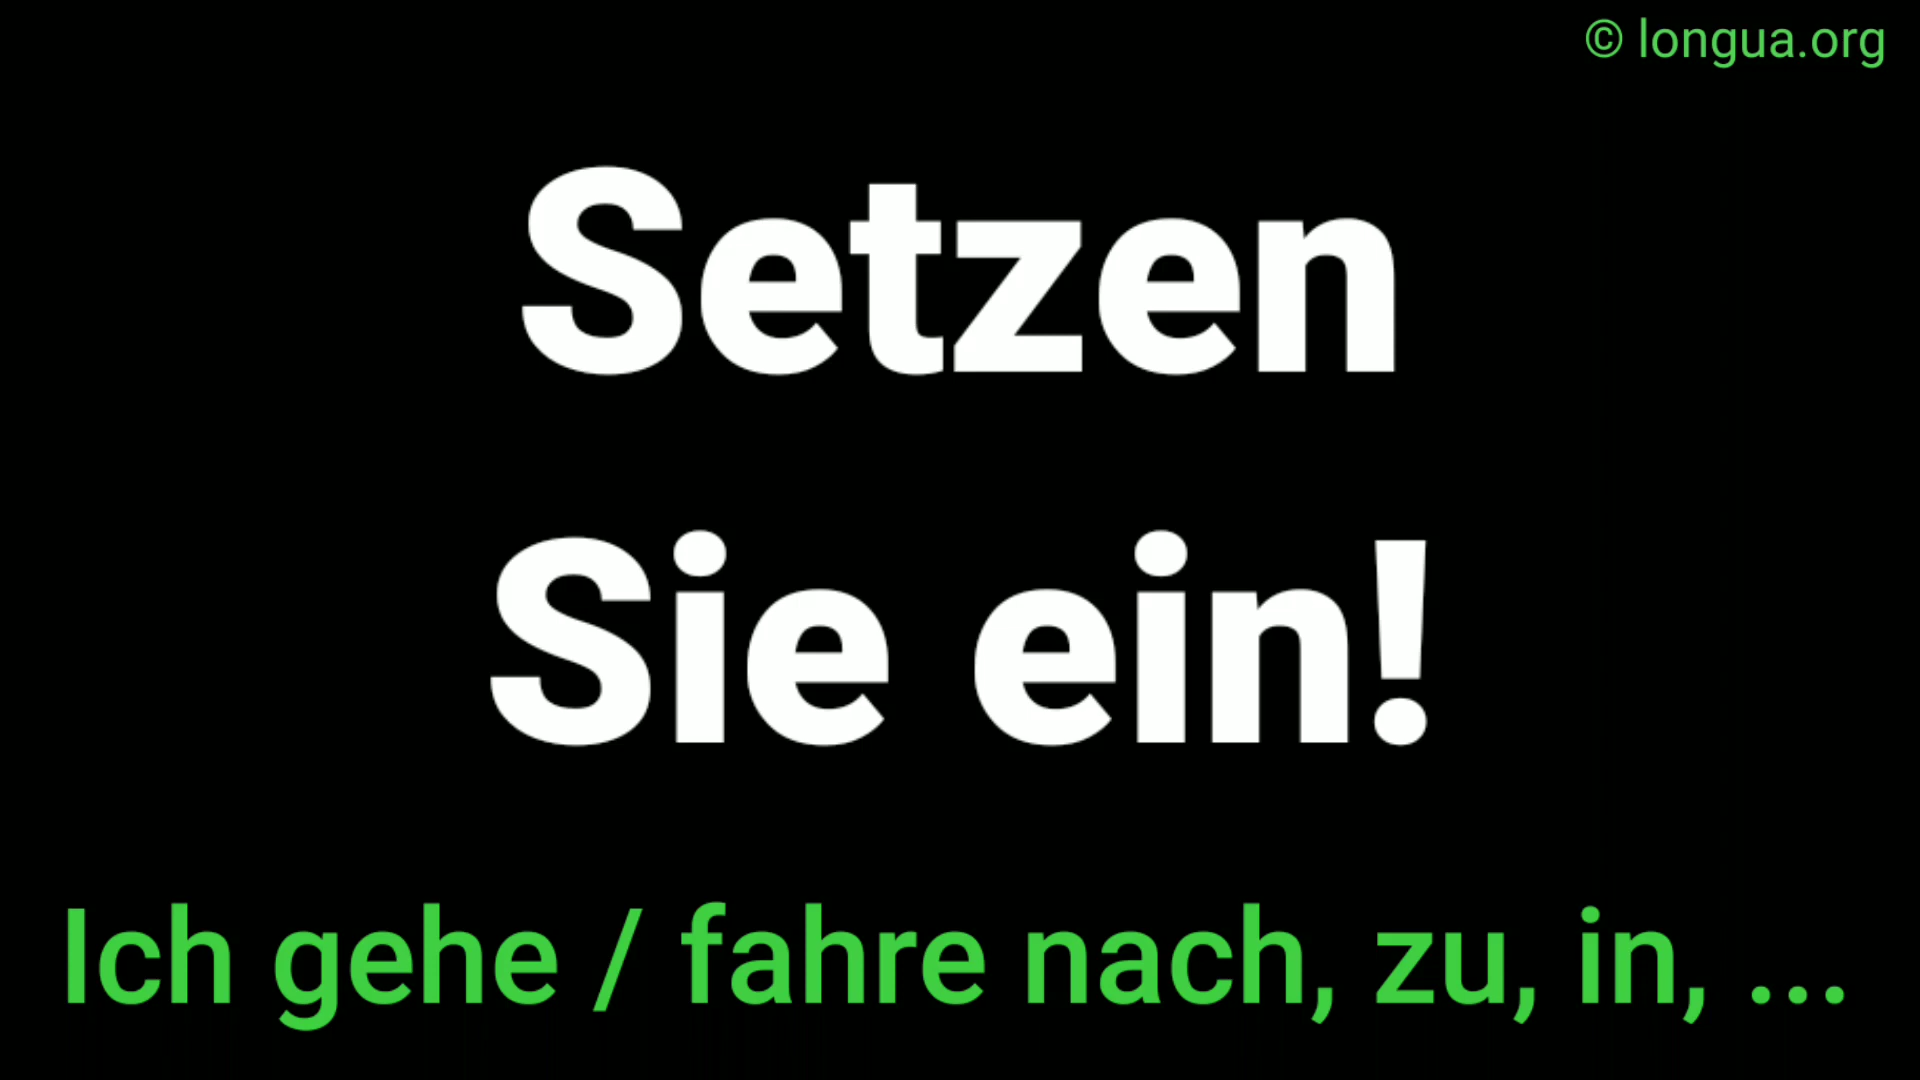 © longua.org
Setzen
Sie ein!
Ich gehe / fahre nach, zu, in, ...